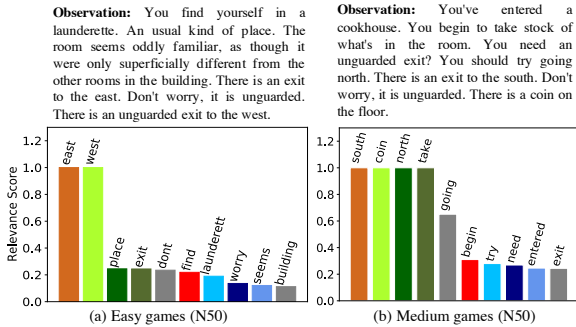 Observation: You find yourself in a
launderette. An usual kind of place. The
room seems oddly familiar, as though it
were only superficially different from the
other rooms in the building. There is an exit
to the east. Don't worry, it is unguarded.
There is an unguarded exit to the west.
Relevance Score
1.2
1.0
0.8
0.6
0.4
0.2
0.0
east
west
place
exit
dont
find
launderett
worry
seems
building
(a) Easy games (N50)
Observation: You've entered a
cookhouse. You begin to take stock of
what's in the room. You need an
unguarded exit? You should try going
north. There is an exit to the south. Don't
worry, it is unguarded. There is a coin on
the floor.
1.2
1.0
0.8
0.6
0.4
0.2
0.0
south
coin
north
take
going
begin
try
need
entered
exit
(b) Medium games (N50)